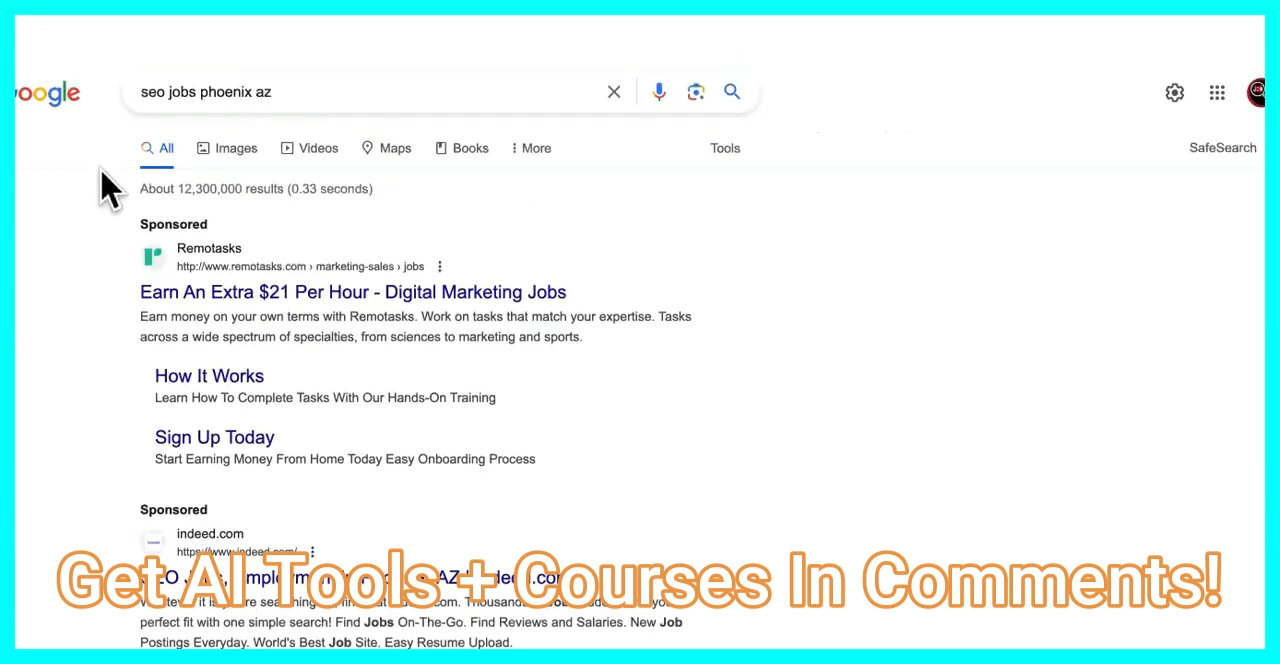 oogle
seo jobs phoenix az
All Images Videos Maps Books More Tools SafeSearch
About 12,300,000 results (0.33 seconds)
Sponsored
Remotasks
http://www.remotasks.com › marketing-sales › jobs
Earn An Extra $21 Per Hour - Digital Marketing Jobs
Earn money on your own terms with Remotasks. Work on tasks that match your expertise. Tasks
across a wide spectrum of specialties, from sciences to marketing and sports.
How It Works
Learn How To Complete Tasks With Our Hands-On Training
Sign Up Today
Start Earning Money From Home Today Easy Onboarding Process
Sponsored
indeed.com
https://www.indeed.com/
Get AI Tools + Courses In Comments!
perfect fit with one simple search! Find Jobs On-The-Go. Find Reviews and Salaries. New Job
Postings Everyday. World's Best Job Site. Easy Resume Upload.